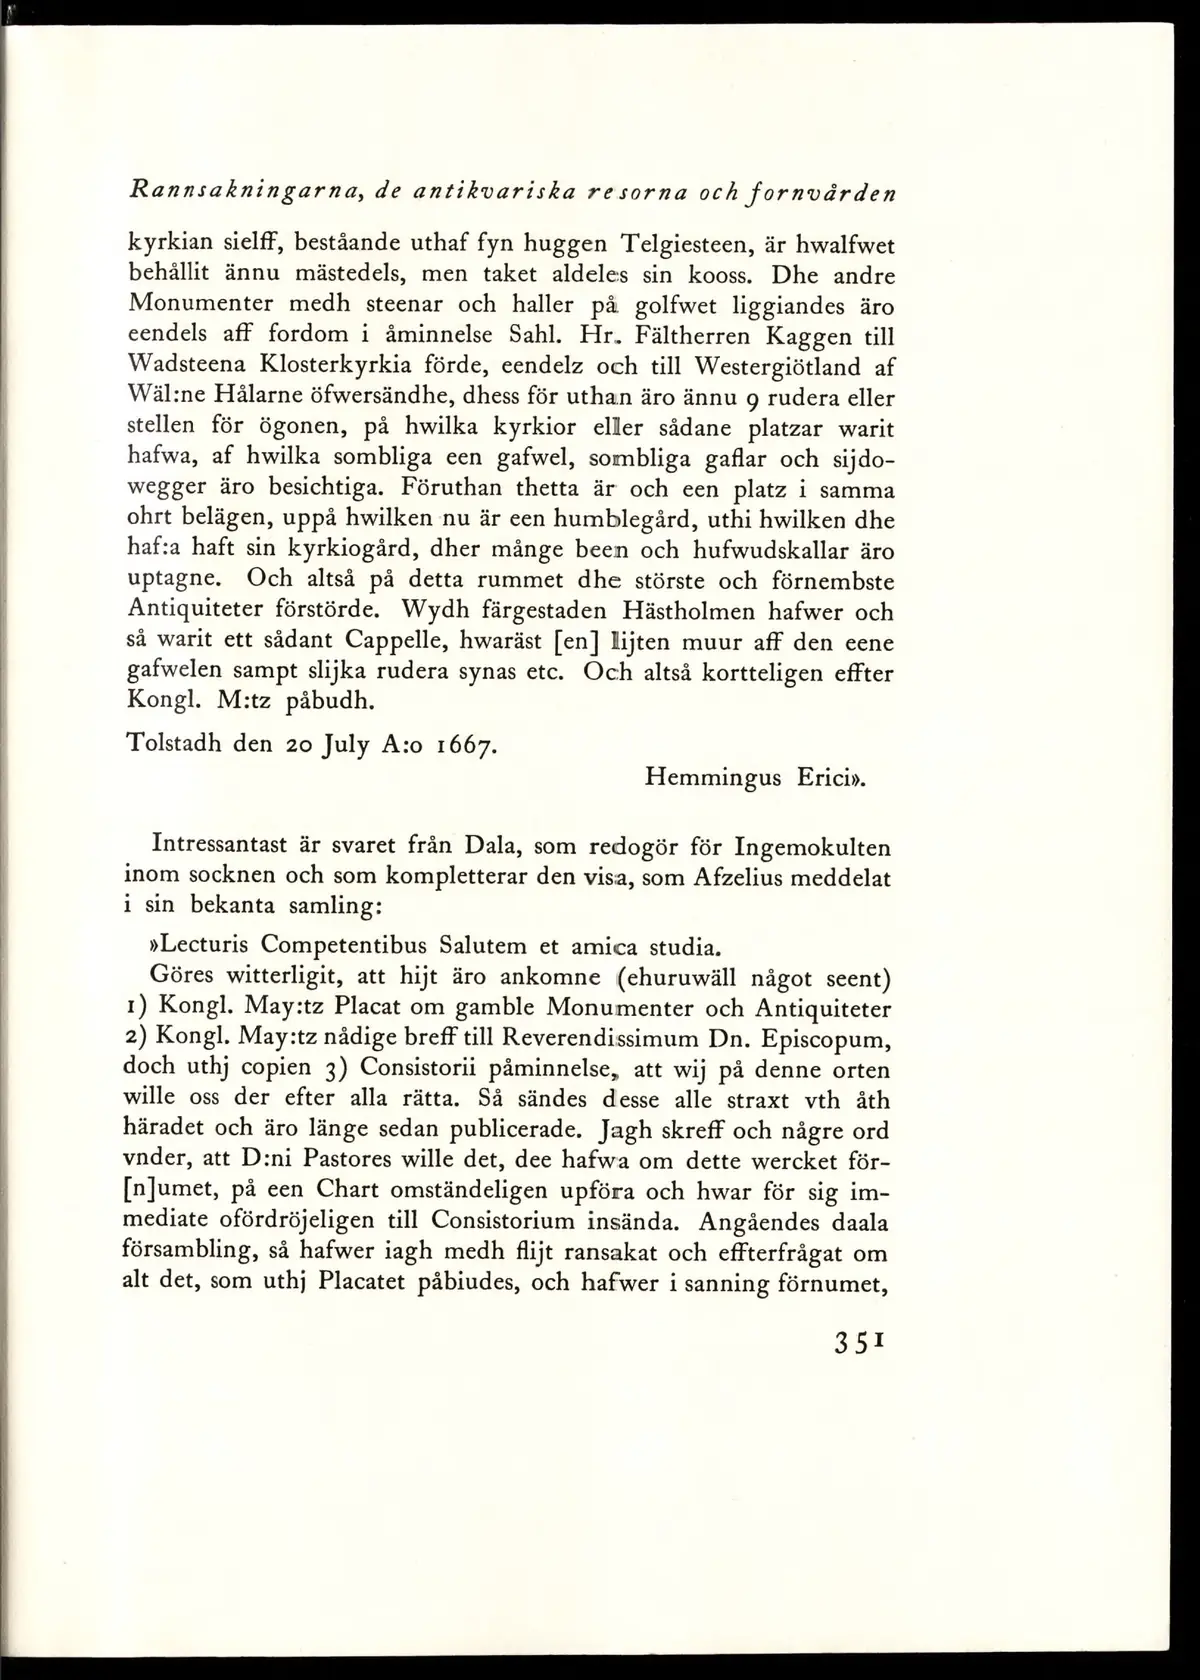 Rannsakningarna, de antikvariska resorna och fornvården
kyrkian sielff, beståande uthaf fyn huggen Telgiesteen, är hwalfwet
behållit ännu mästedels, men taket aldeles sin kooss. Dhe andre
Monumenter medh steenar och haller på golfwet liggiandes äro
eendels aff fordom i åminnelse Sahl. Hr. Fältherren Kaggen till
Wadsteena Klosterkyrkia förde, eendelz och till Westergiötland af
Wäl:ne Hålarne öfwersändhe, dhess för uthan äro ännu 9 rudera eller
stellen för ögonen, på hwilka kyrkior eller sådane platzar warit
hafwa, af hwilka sombliga een gafwel, sombliga gaflar och sijdo-
wegger äro besichtiga. Föruthan thetta är och een platz i samma
ohrt belägen, uppå hwilken nu är een humblegård, uthi hwilken dhe
haf:a haft sin kyrkiogård, dher månge been och hufwudskallar äro
uptagne. Och altså på detta rummet dhe störste och förnembste
Antiquiteter förstörde. Wydh färgestaden Hästholmen hafwer och
så warit ett sådant Cappelle, hwaräst [en] lijten muur aff den eene
gafwelen sampt slijka rudera synas etc. Och altså kortteligen effter
Kongl. M:tz påbudh.
Tolstadh den 20 July A:o 1667.
Hemmingus Erici».
Intressantast är svaret från Dala, som redogör för Ingemokulten
inom socknen och som kompletterar den visa, som Afzelius meddelat
i sin bekanta samling:
»Lecturis Competentibus Salutem et amica studia.
Göres witterligit, att hijt äro ankomne (ehuruwäll något seent)
1) Kongl. May:tz Placat om gamble Monumenter och Antiquiteter
2) Kongl. May:tz nådige breff till Reverendissimum Dn. Episcopum,
doch uthj copien 3) Consistorii påminnelse, att wij på denne orten
wille oss der efter alla rätta. Så sändes desse alle straxt vth åth
häradet och äro länge sedan publicerade. Jagh skreff och några ord
vnder, att D:ni Pastores wille det, dee hafwa om dette wercket för-
[n]umet, på een Chart omständeligen upföra och hwar för sig im-
mediate ofördröjeligen till Consistorium insända. Angåendes daala
försambling, så hafwer iagh medh flijt ransakat och effterfrågat om
alt det, som uthj Placatet påbiudes, och hafwer i sanning förnumet,
351